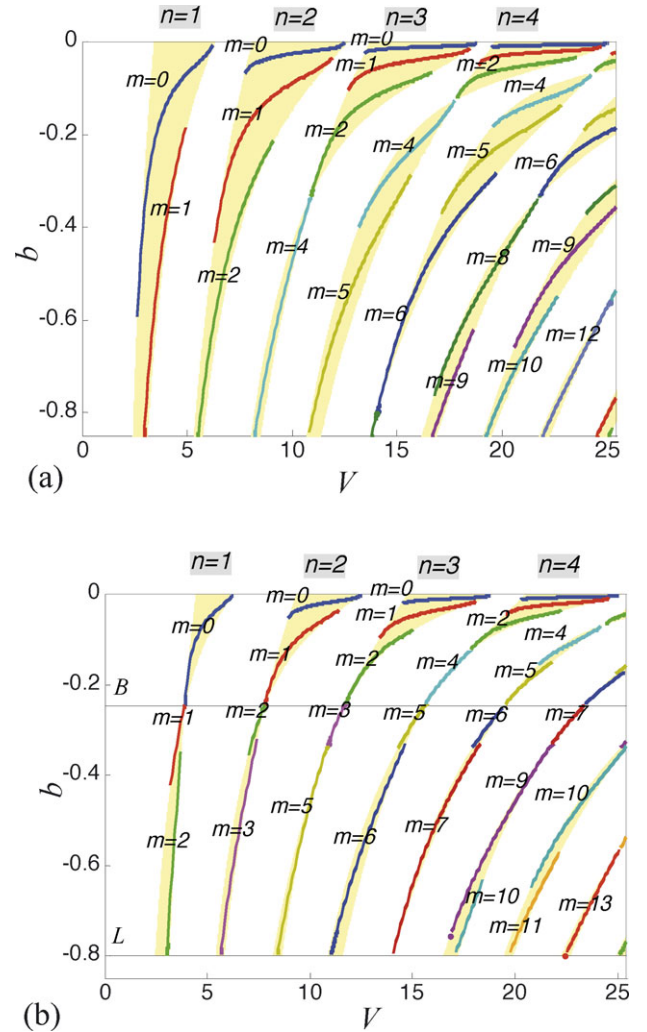 n=1 n=2 n=3 n=4
0
m=0 m=0 m=0 m=0
m=1 m=2
m=4
-0.2
m=1 m=2 m=4 m=5 m=6
m=1
b
-0.4
m=2 m=4 m=5 m=8 m=9
-0.6
m=6 m=12
m=9 m=10
-0.8
0 5 10 15 20 25
(a) V
n=1 n=2 n=3 n=4
0
m=0 m=0 m=0 m=0
m=1 m=2
m=1 m=2 m=4
m=5
-0.2
B
m=1 m=2 m=3 m=5 m=6 m=7
b
-0.4
m=2 m=3 m=5 m=6 m=7 m=9 m=10
-0.6
m=10 m=11 m=13
L
-0.8
0 5 10 15 20 25
(b) V